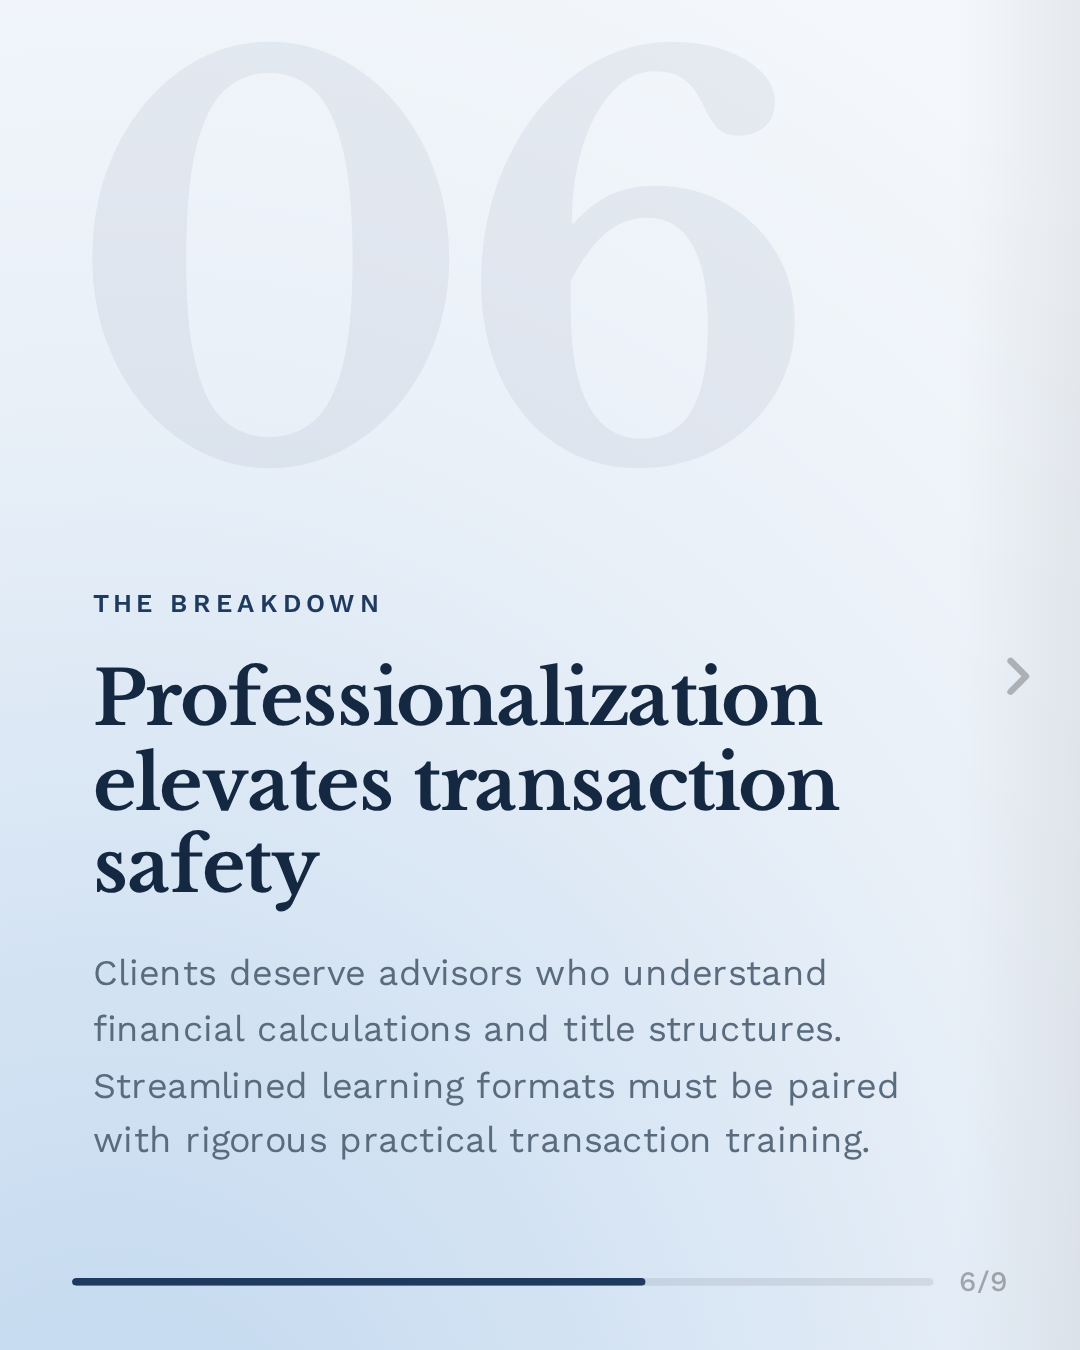 06
THE BREAKDOWN
Professionalization
elevates transaction
safety
Clients deserve advisors who understand
financial calculations and title structures.
Streamlined learning formats must be paired
with rigorous practical transaction training.
6/9